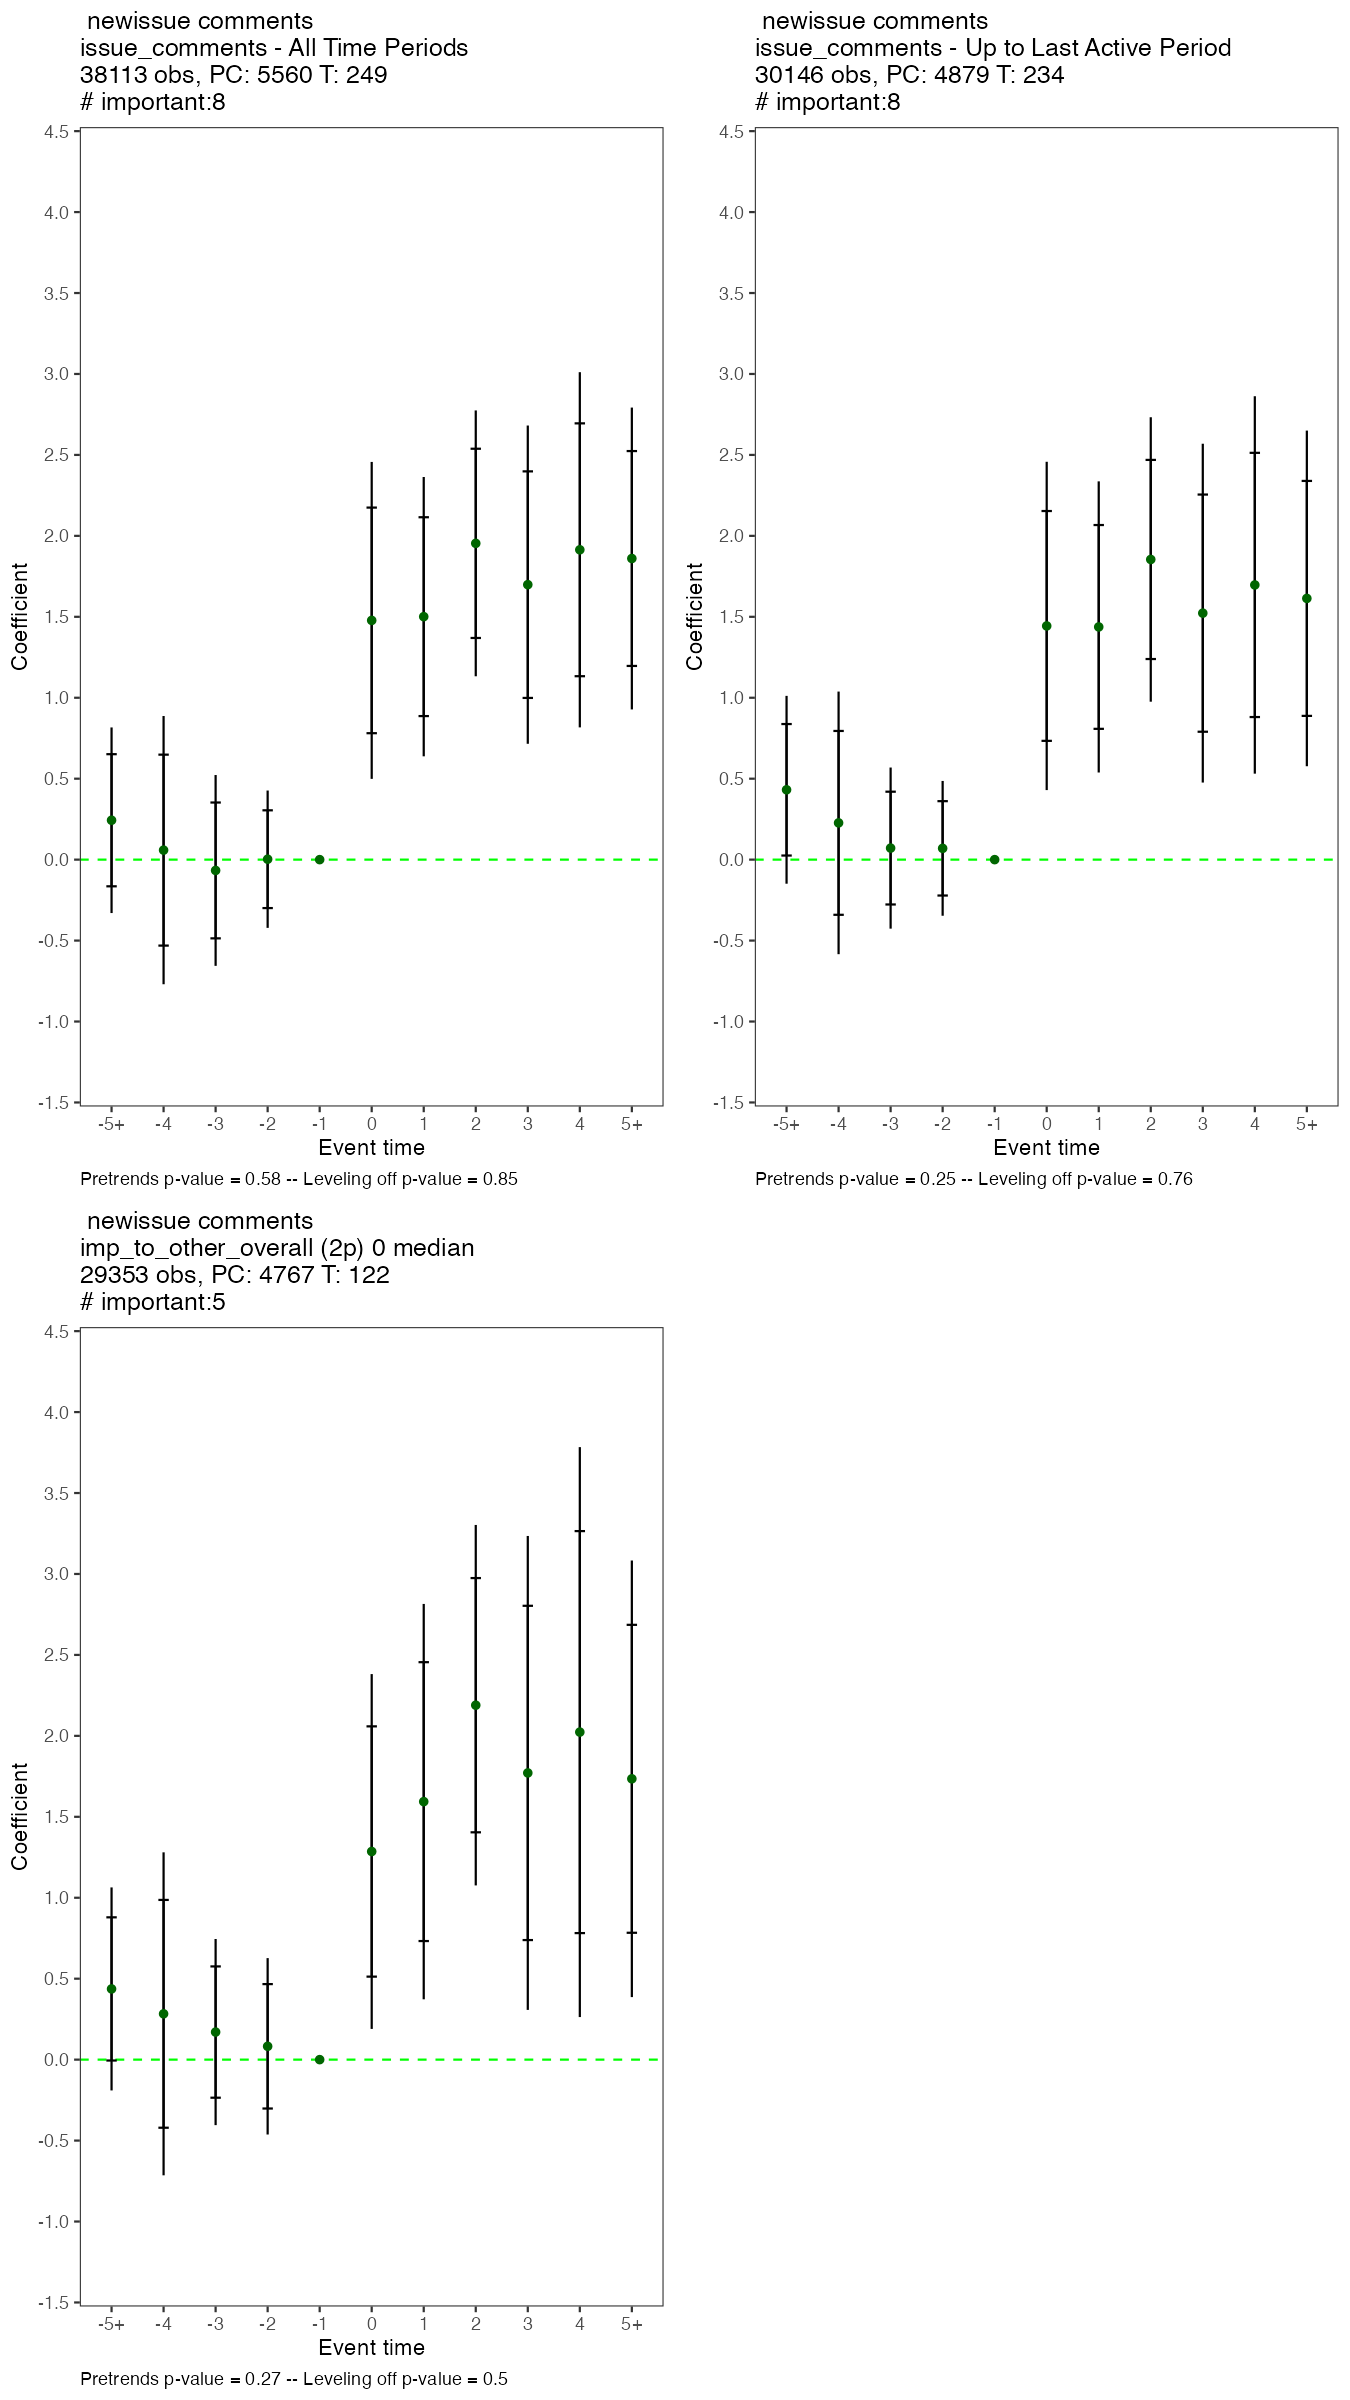 newissue comments
issue_comments - All Time Periods
38113 obs, PC: 5560 T: 249
# important:8
4.5
4.0
3.5
3.0
2.5
2.0
1.5
1.0
0.5
0.0
-0.5
-1.0
-1.5
Coefficient
-5+ -4 -3 -2 -1 0 1 2 3 4 5+
Event time
Pretrends p-value = 0.58 -- Leveling off p-value = 0.85
newissue comments
issue_comments - Up to Last Active Period
30146 obs, PC: 4879 T: 234
# important:8
4.5
4.0
3.5
3.0
2.5
2.0
1.5
1.0
0.5
0.0
-0.5
-1.0
-1.5
Coefficient
-5+ -4 -3 -2 -1 0 1 2 3 4 5+
Event time
Pretrends p-value = 0.25 -- Leveling off p-value = 0.76
newissue comments
imp_to_other_overall (2p) 0 median
29353 obs, PC: 4767 T: 122
# important:5
4.5
4.0
3.5
3.0
2.5
2.0
1.5
1.0
0.5
0.0
-0.5
-1.0
-1.5
Coefficient
-5+ -4 -3 -2 -1 0 1 2 3 4 5+
Event time
Pretrends p-value = 0.27 -- Leveling off p-value = 0.5